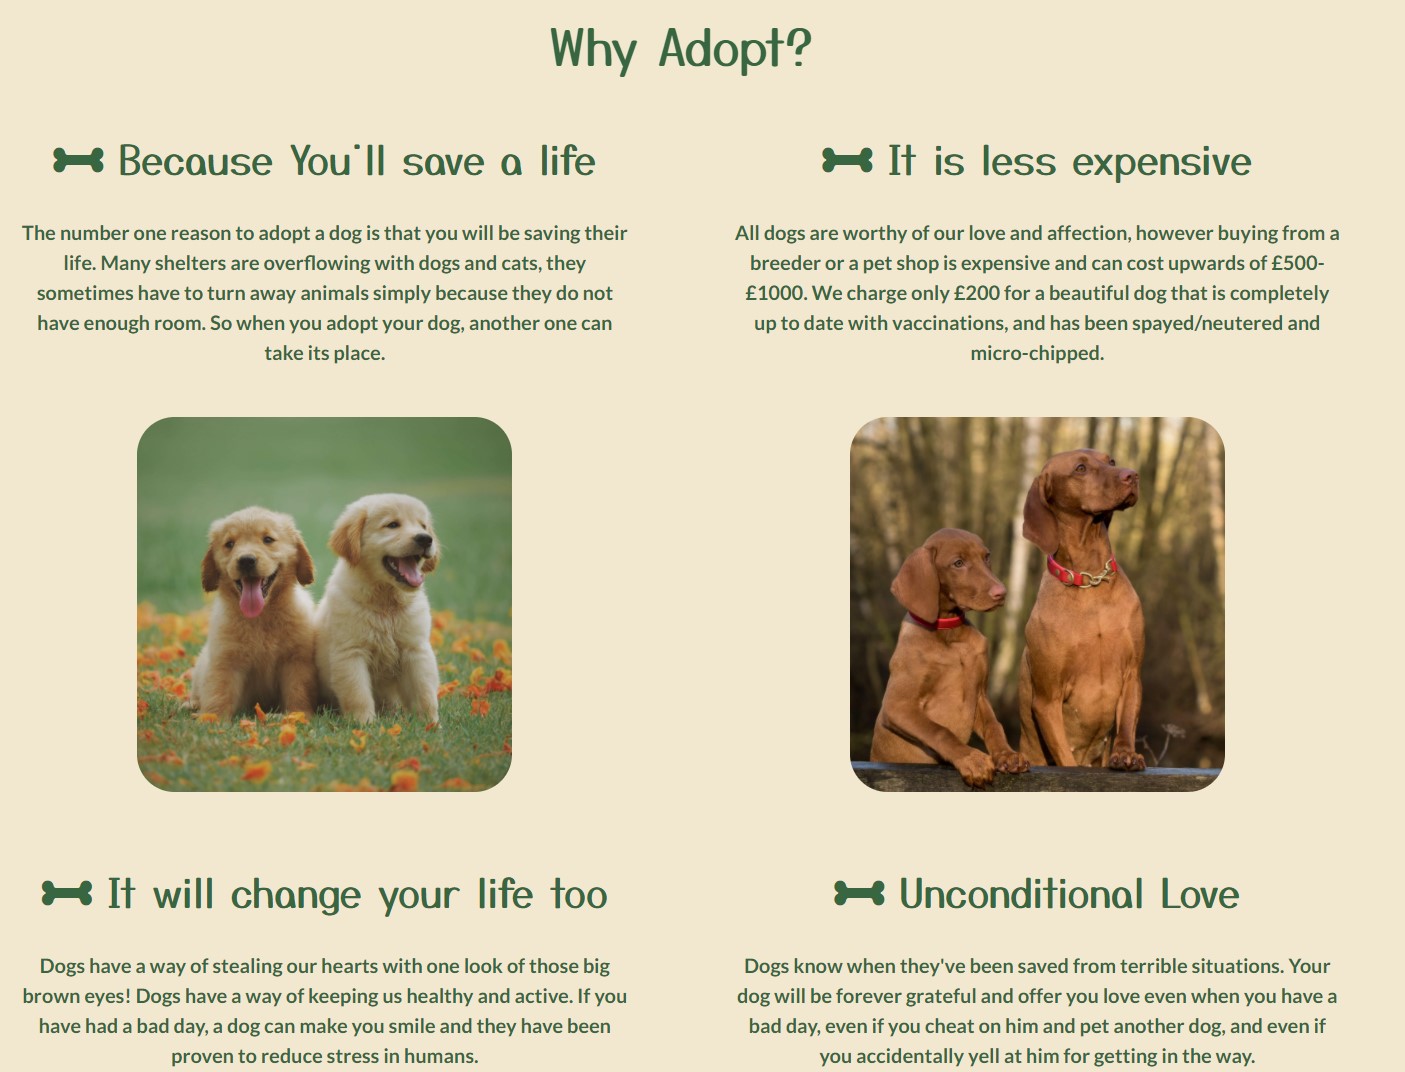 Why Adopt?
Because You'll save a life
The number one reason to adopt a dog is that you will be saving their
life. Many shelters are overflowing with dogs and cats, they
sometimes have to turn away animals simply because they do not
have enough room. So when you adopt your dog, another one can
take its place.
It is less expensive
All dogs are worthy of our love and affection, however buying from a
breeder or a pet shop is expensive and can cost upwards of £500-
£1000. We charge only £200 for a beautiful dog that is completely
up to date with vaccinations, and has been spayed/neutered and
micro-chipped.
It will change your life too
Dogs have a way of stealing our hearts with one look of those big
brown eyes! Dogs have a way of keeping us healthy and active. If you
have had a bad day, a dog can make you smile and they have been
proven to reduce stress in humans.
Unconditional Love
Dogs know when they've been saved from terrible situations. Your
dog will be forever grateful and offer you love even when you have a
bad day, even if you cheat on him and pet another dog, and even if
you accidentally yell at him for getting in the way.